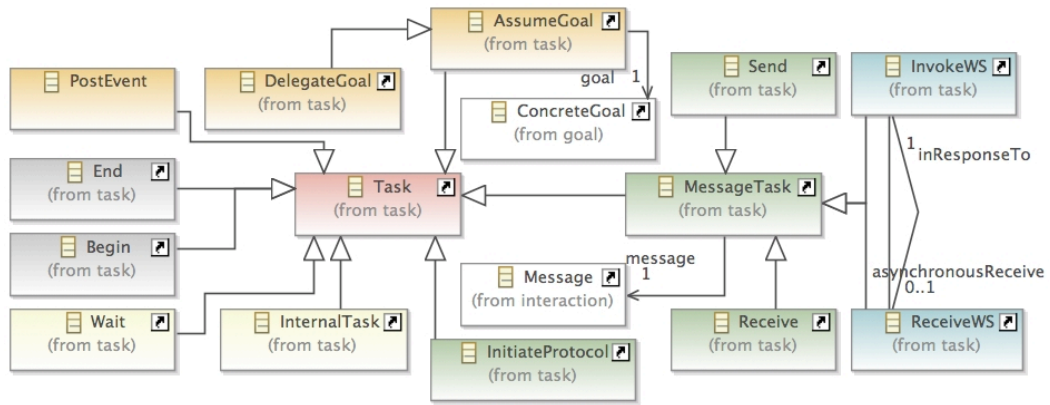 AssumeGoal
(from task)
PostEvent
DelegateGoal
(from task)
goal
1
ConcreteGoal
(from goal)
Send
(from task)
InvokeWS
(from task)
1
inResponseTo
End
(from task)
Task
(from task)
MessageTask
(from task)
Begin
(from task)
message
1
Message
(from interaction)
asynchronousReceive
0..1
Wait
(from task)
InternalTask
(from task)
InitiateProtocol
(from task)
Receive
(from task)
ReceiveWS
(from task)